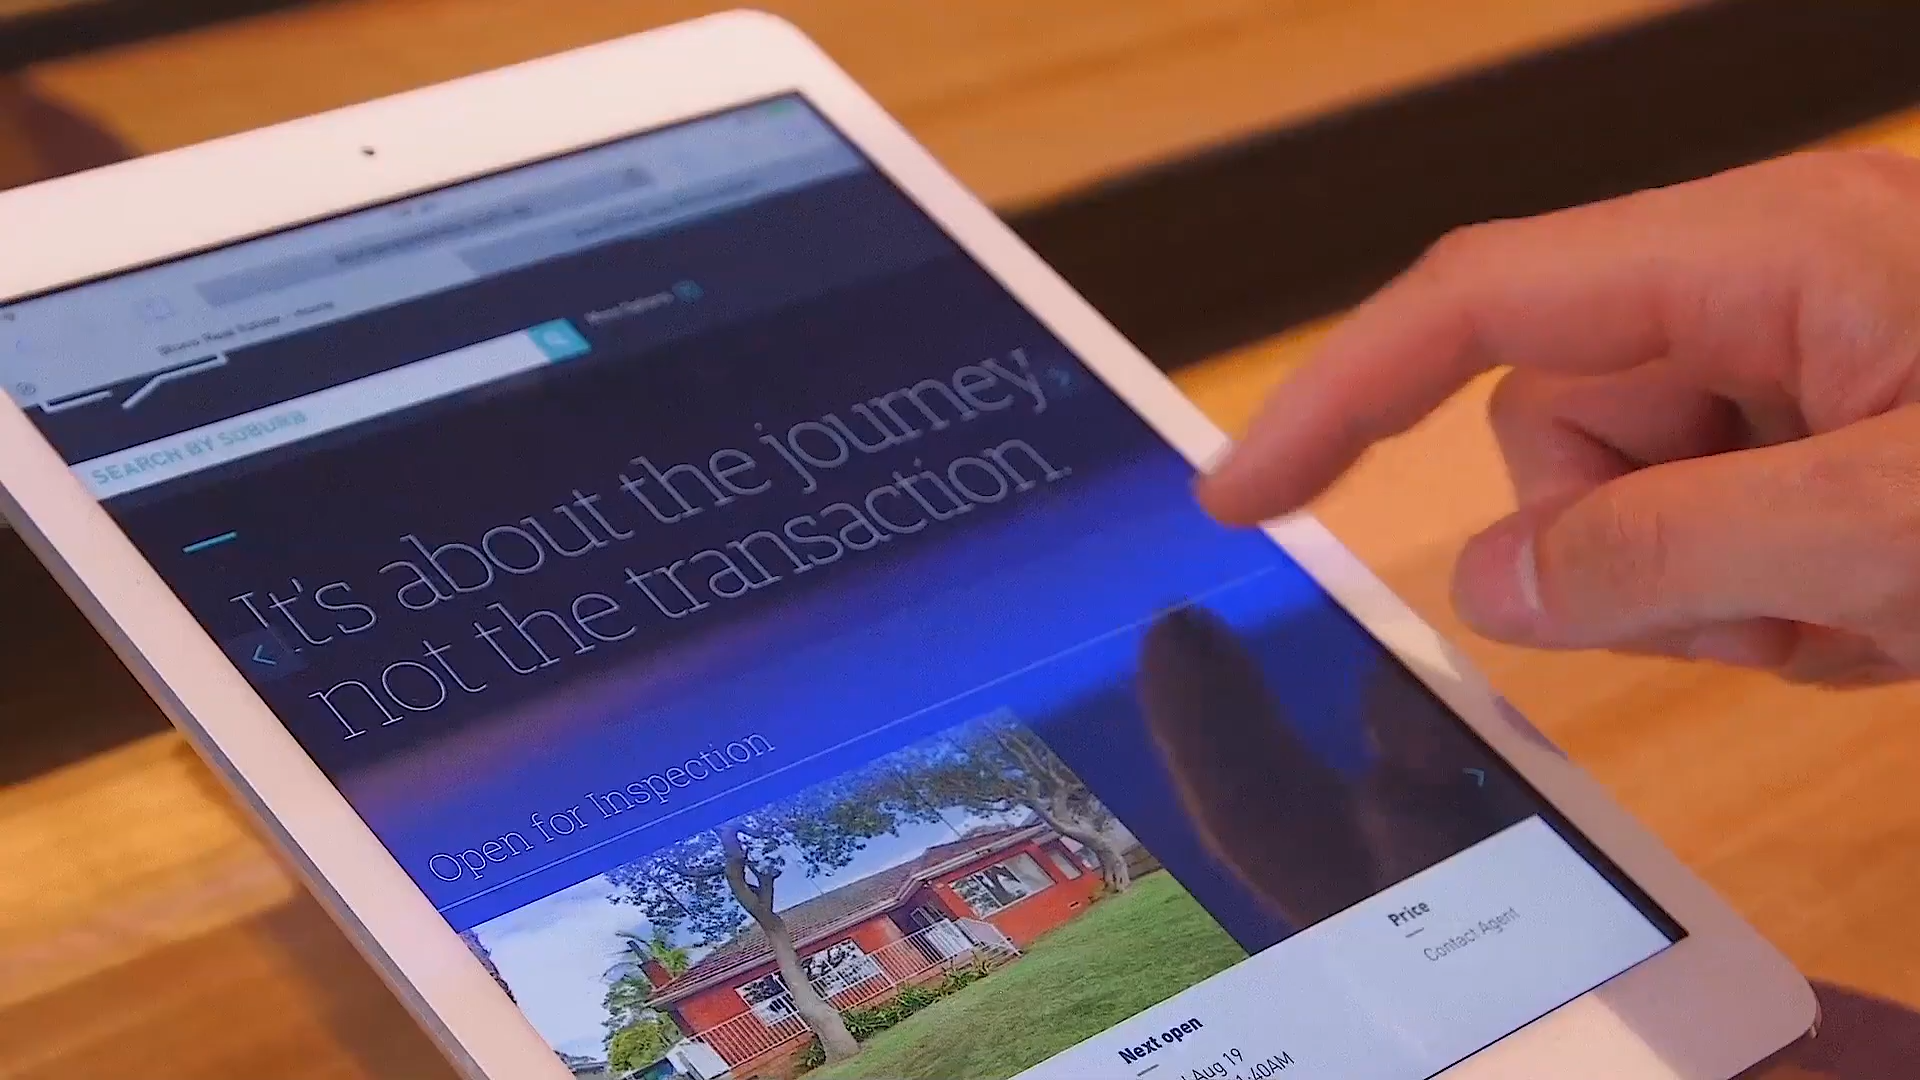 SEARCH BY SUBURB
It's about the journey
not the transaction.
Open for Inspection
Price
Contact Agent
Next open
Aug 19